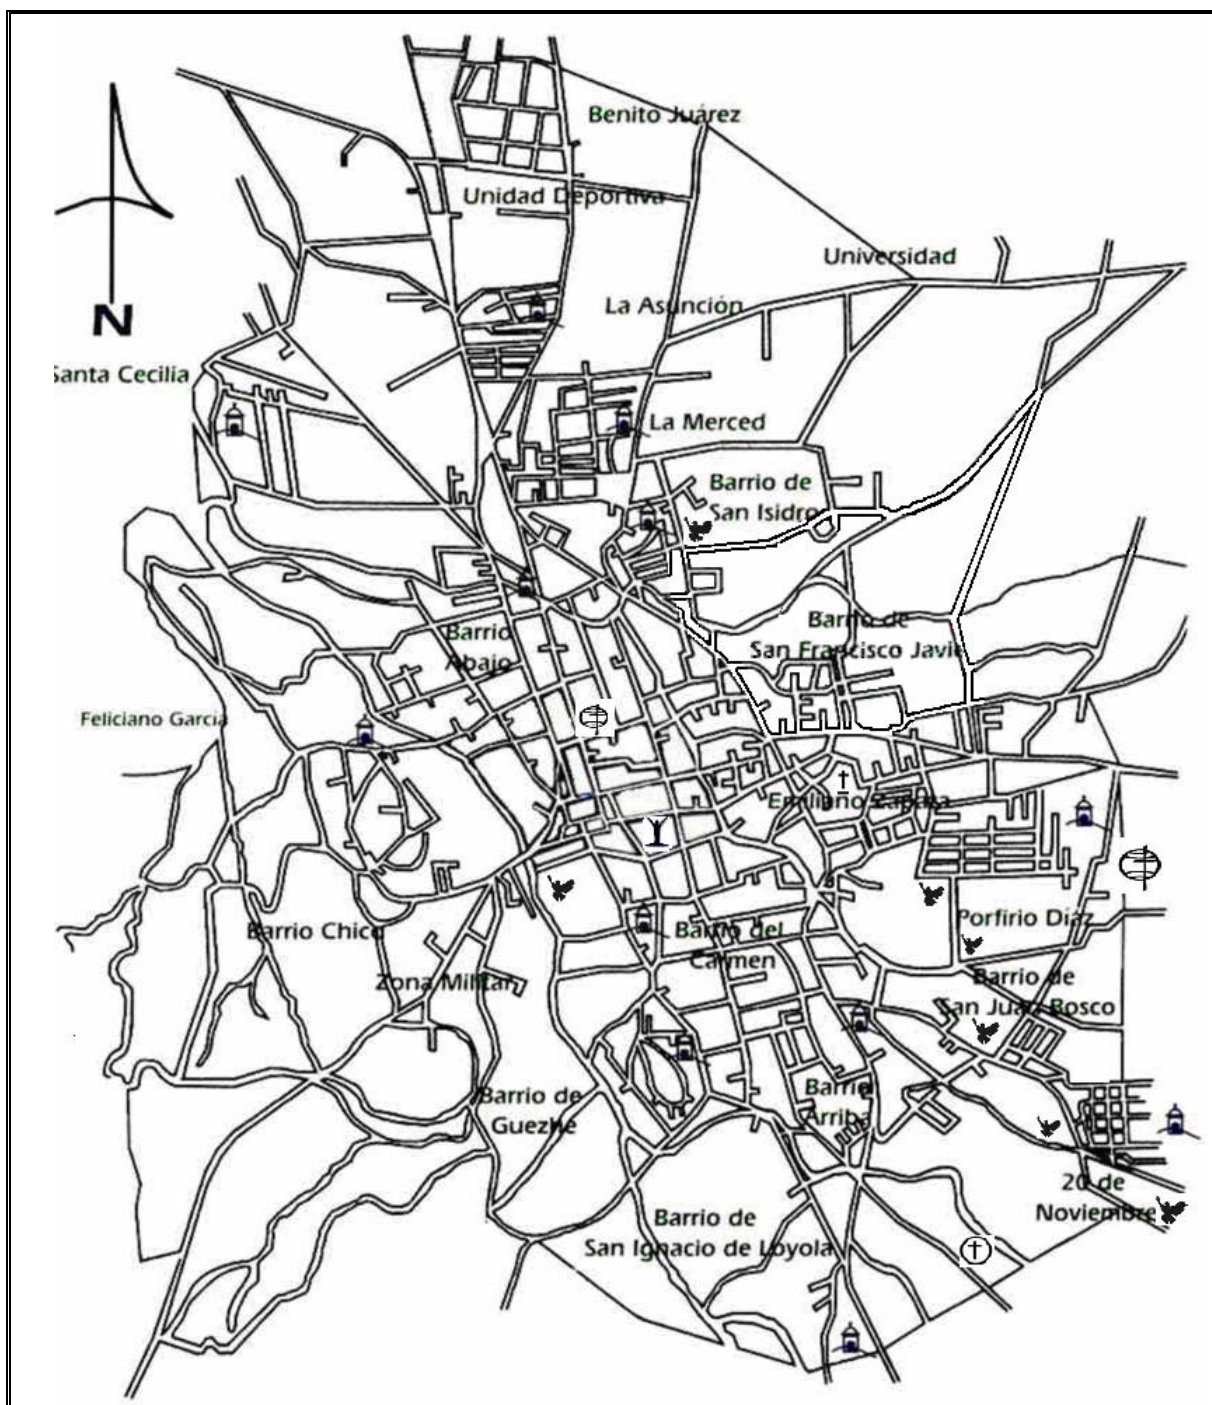 Benito Juárez
Unidad Deportiva
Universidad
La Asunción
N
Santa Cecilia
La Merced
Barrio de
San Isidro
Barrio
Abajo
Barrio de
San Francisco Javie
Feliciano García
Emiliano Zapata
Barrio Chico
Porfirio Díaz
Barrio del
Carmen
Zona Militar
Barrio de
San Juan Bosco
Barrio de
Guezhé
Barrio
Arriba
20 de
Noviembre
Barrio de
San Ignacio de Loyola